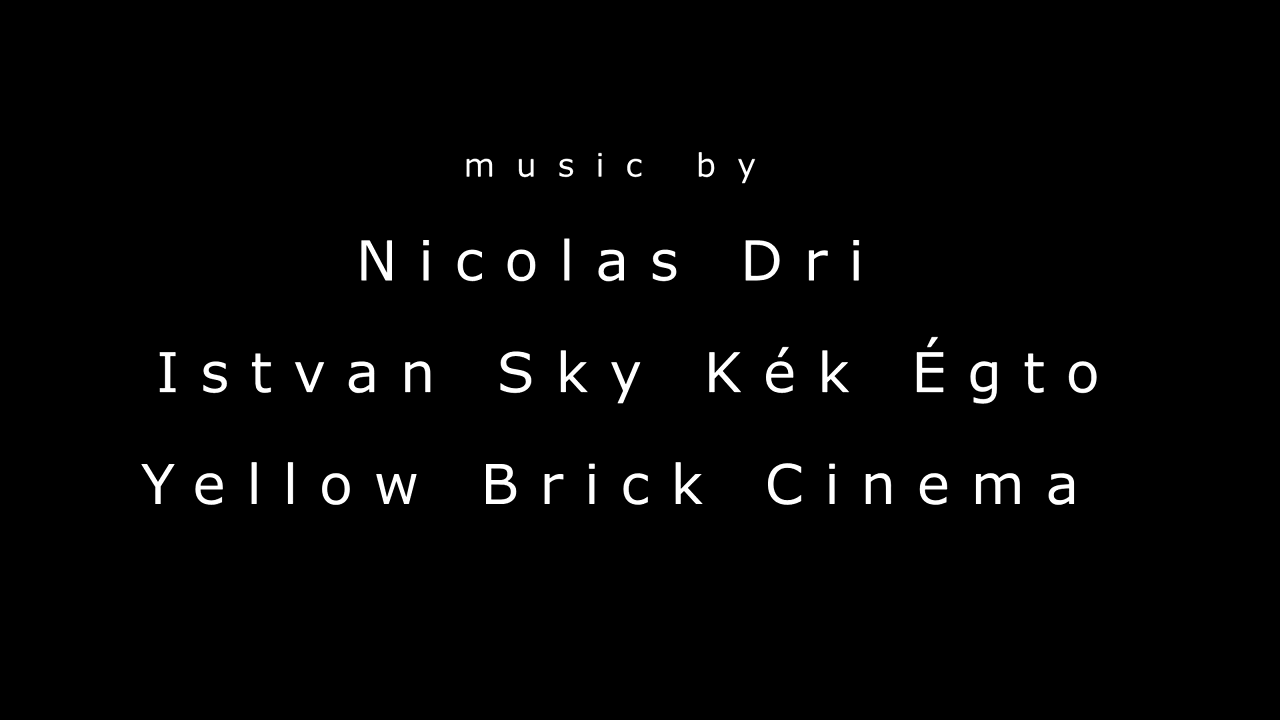 music by
Nicolas Dri
Istvan Sky Kék Égto
Yellow Brick Cinema